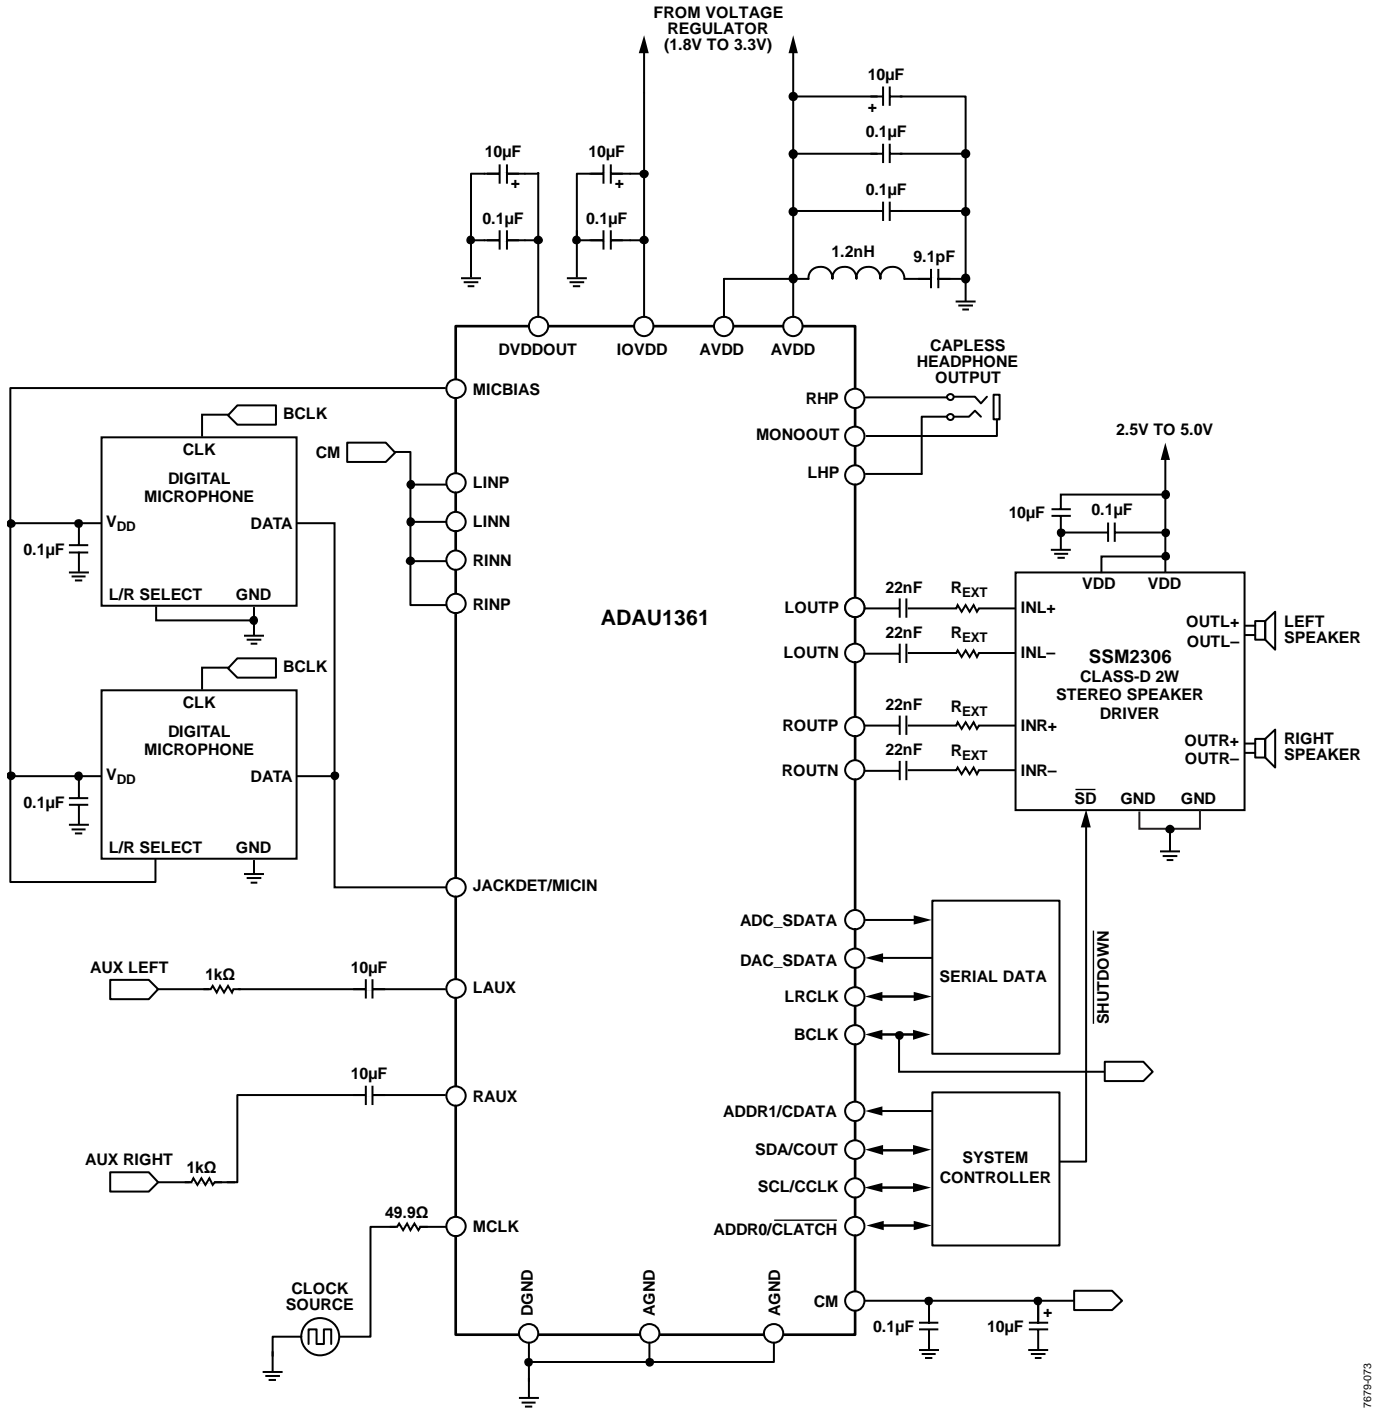 FROM VOLTAGE
REGULATOR
(1.8V TO 3.3V)
10µF
0.1µF
0.1µF
1.2nH
9.1pF
10µF
0.1µF
10µF
0.1µF
DVDDOUT
IOVDD
AVDD
AVDD
MICBIAS
BCLK
CLK
DIGITAL
MICROPHONE
VDD
DATA
0.1µF
L/R SELECT
GND
BCLK
CLK
DIGITAL
MICROPHONE
VDD
DATA
0.1µF
L/R SELECT
GND
CM
LINP
LINN
RINN
RINP
JACKDET/MICIN
AUX LEFT
1kΩ
10µF
LAUX
10µF
RAUX
AUX RIGHT
1kΩ
49.9Ω
MCLK
CLOCK
SOURCE
DGND
AGND
AGND
ADAU1361
CAPLESS
HEADPHONE
OUTPUT
RHP
MONOOUT
LHP
2.5V TO 5.0V
10µF
0.1µF
VDD
VDD
LOUTP
22nF
REXT
INL+
LOUTN
22nF
REXT
INL–
ROUTP
22nF
REXT
INR+
ROUTN
22nF
REXT
INR–
SSM2306
CLASS-D 2W
STEREO SPEAKER
DRIVER
OUTL+
OUTL–
LEFT
SPEAKER
OUTR+
OUTR–
RIGHT
SPEAKER
SD
GND
GND
ADC_SDATA
DAC_SDATA
LRCLK
BCLK
SERIAL DATA
SHUTDOWN
ADDR1/CDATA
SDA/COUT
SCL/CCLK
ADDR0/CLATCH
SYSTEM
CONTROLLER
CM
0.1µF
10µF
7679-073